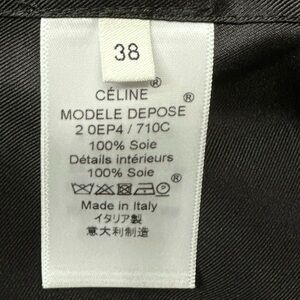 38
CÉLINE®
®
MODELE DEPOSE
2 0EP4 / 710C
100% Soie
Détails intérieurs
100% Soie
®
Made in Italy
イタリア製
意大利制造